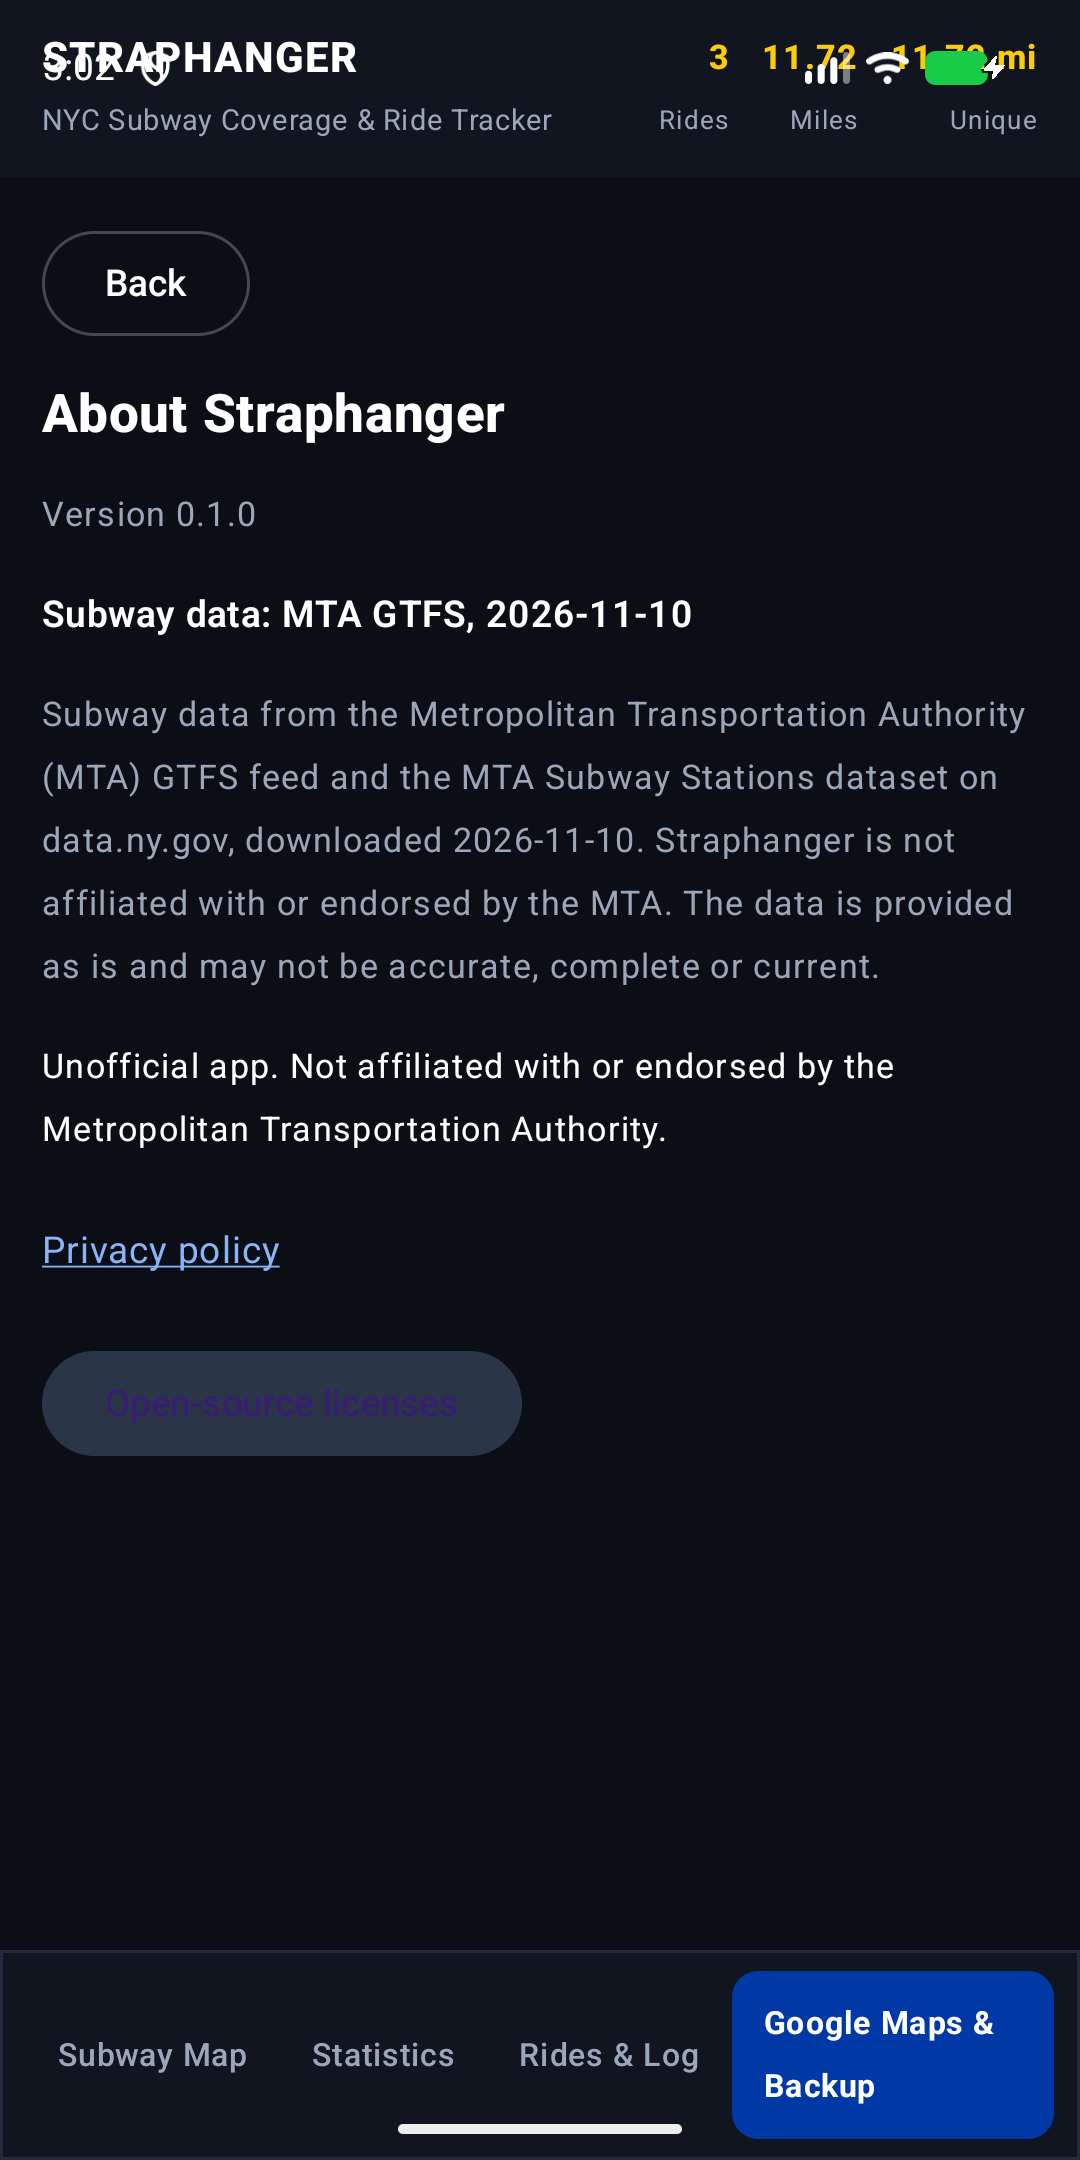 STRAPHANGER
3 11.72 11.72 mi
NYC Subway Coverage & Ride Tracker
Rides Miles Unique
Back
About Straphanger
Version 0.1.0
Subway data: MTA GTFS, 2026-11-10
Subway data from the Metropolitan Transportation Authority
(MTA) GTFS feed and the MTA Subway Stations dataset on
data.ny.gov, downloaded 2026-11-10. Straphanger is not
affiliated with or endorsed by the MTA. The data is provided
as is and may not be accurate, complete or current.
Unofficial app. Not affiliated with or endorsed by the
Metropolitan Transportation Authority.
Privacy policy
Open-source licenses
Subway Map
Statistics
Rides & Log
Google Maps &
Backup